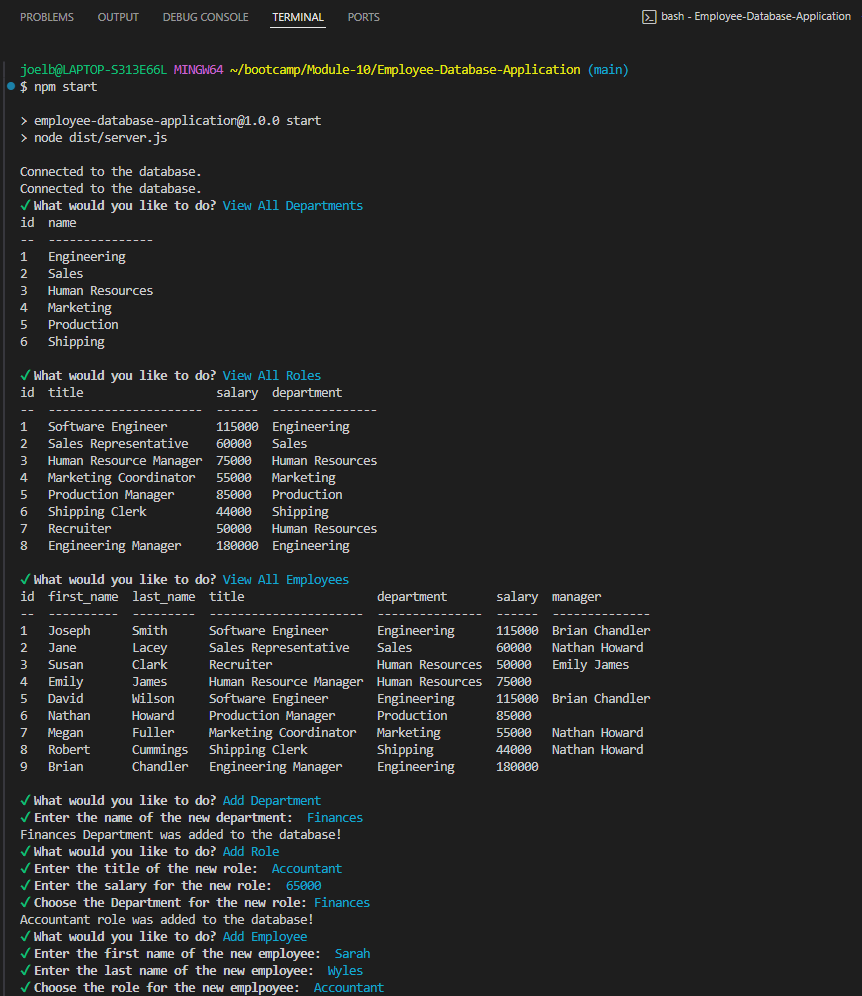 PROBLEMS OUTPUT DEBUG CONSOLE TERMINAL PORTS bash - Employee-Database-Application
joelb@LAPTOP-S313E66L MINGW64 ~/bootcamp/Module-10/Employee-Database-Application (main)
$ npm start
> employee-database-application@1.0.0 start
> node dist/server.js
Connected to the database.
Connected to the database.
✓ What would you like to do? View All Departments
id name
-- ---------------
1 Engineering
2 Sales
3 Human Resources
4 Marketing
5 Production
6 Shipping
✓ What would you like to do? View All Roles
id title salary department
-- ---------------------- ------ ---------------
1 Software Engineer 115000 Engineering
2 Sales Representative 60000 Sales
3 Human Resource Manager 75000 Human Resources
4 Marketing Coordinator 55000 Marketing
5 Production Manager 85000 Production
6 Shipping Clerk 44000 Shipping
7 Recruiter 50000 Human Resources
8 Engineering Manager 180000 Engineering
✓ What would you like to do? View All Employees
id first_name last_name title department salary manager
-- ---------- --------- ---------------------- --------------- ------ --------------
1 Joseph Smith Software Engineer Engineering 115000 Brian Chandler
2 Jane Lacey Sales Representative Sales 60000 Nathan Howard
3 Susan Clark Recruiter Human Resources 50000 Emily James
4 Emily James Human Resource Manager Human Resources 75000
5 David Wilson Software Engineer Engineering 115000 Brian Chandler
6 Nathan Howard Production Manager Production 85000
7 Megan Fuller Marketing Coordinator Marketing 55000 Nathan Howard
8 Robert Cummings Shipping Clerk Shipping 44000 Nathan Howard
9 Brian Chandler Engineering Manager Engineering 180000
✓ What would you like to do? Add Department
✓ Enter the name of the new department: Finances
Finances Department was added to the database!
✓ What would you like to do? Add Role
✓ Enter the title of the new role: Accountant
✓ Enter the salary for the new role: 65000
✓ Choose the Department for the new role: Finances
Accountant role was added to the database!
✓ What would you like to do? Add Employee
✓ Enter the first name of the new employee: Sarah
✓ Enter the last name of the new employee: Wyles
✓ Choose the role for the new emplpoyee: Accountant